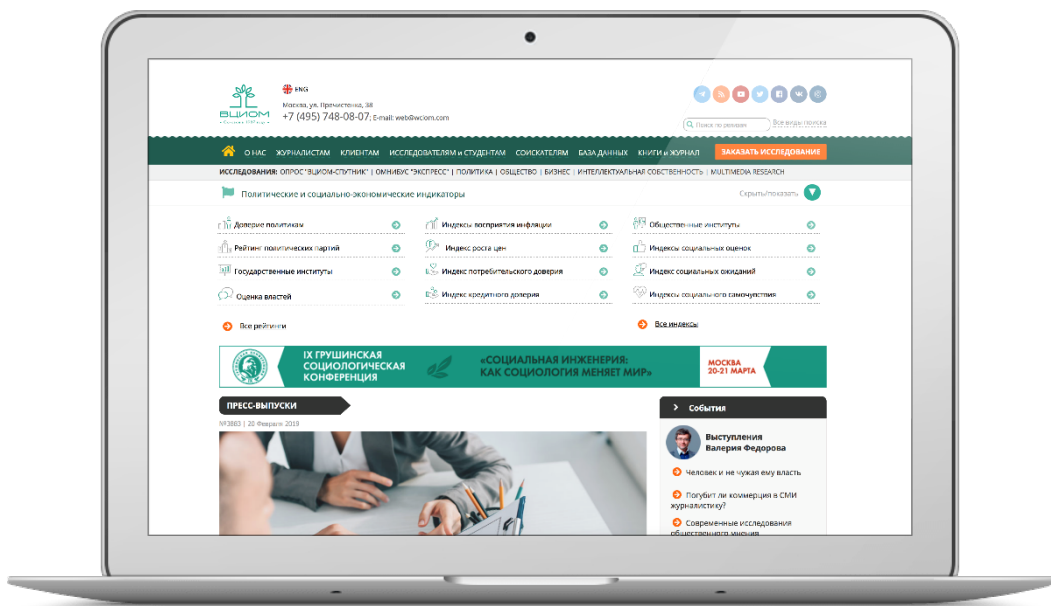 ВЦИОМ
ENG
Москва, ул. Пречистенка, 38
+7 (495) 748-08-07; E-mail: web@wciom.com
Поиск по релизам
Все виды поиска
О НАС ЖУРНАЛИСТАМ КЛИЕНТАМ ИССЛЕДОВАТЕЛЯМ и СТУДЕНТАМ СОИСКАТЕЛЯМ БАЗА ДАННЫХ КНИГИ и ЖУРНАЛ ЗАКАЗАТЬ ИССЛЕДОВАНИЕ
ИССЛЕДОВАНИЯ: ОПРОС "ВЦИОМ-СПУТНИК" | ОМНИБУС "ЭКСПРЕСС" | ПОЛИТИКА | ОБЩЕСТВО | БИЗНЕС | ИНТЕЛЛЕКТУАЛЬНАЯ СОБСТВЕННОСТЬ | MULTIMEDIA RESEARCH
Политические и социально-экономические индикаторы
Скрыть/показать
Доверие политикам
Индексы восприятия инфляции
Общественные институты
Рейтинг политических партий
Индекс роста цен
Индексы социальных оценок
Государственные институты
Индекс потребительского доверия
Индекс социальных ожиданий
Оценка властей
Индекс кредитного доверия
Индексы социального самочувствия
Все рейтинги
Все индексы
IX ГРУШИНСКАЯ
СОЦИОЛОГИЧЕСКАЯ
КОНФЕРЕНЦИЯ
«СОЦИАЛЬНАЯ ИНЖЕНЕРИЯ:
КАК СОЦИОЛОГИЯ МЕНЯЕТ МИР»
МОСКВА
20-21 МАРТА
ПРЕСС-ВЫПУСКИ
№3883 | 20 Февраля 2019
События
Выступления
Валерия Федорова
Человек и не чужая ему власть
Погубит ли коммерция в СМИ
журналистику?
Современные исследования
общественного мнения